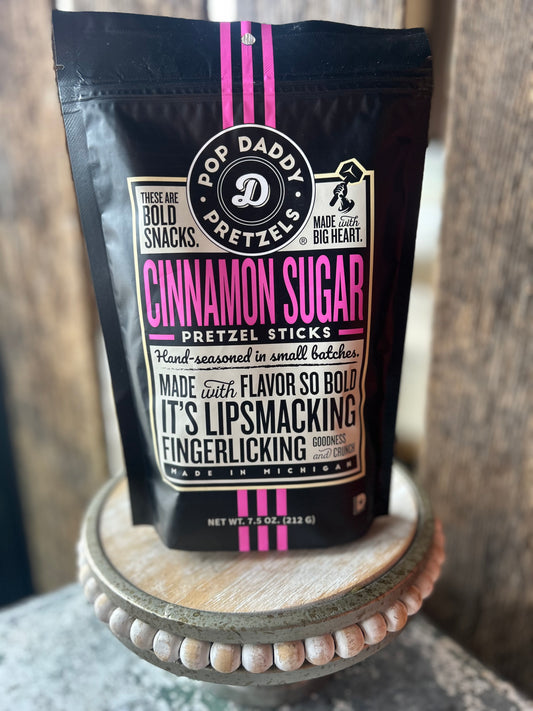 POP DADDY
D
PRETZELS
®
THESE ARE
BOLD
SNACKS.
MADE with
BIG HEART.
CINNAMON SUGAR
PRETZEL STICKS
Hand-seasoned in small batches.
MADE with FLAVOR SO BOLD
IT'S LIPSMACKING
FINGERLICKING GOODNESS
and CRUNCH
MADE IN MICHIGAN
NET WT. 7.5 OZ. (212 G)